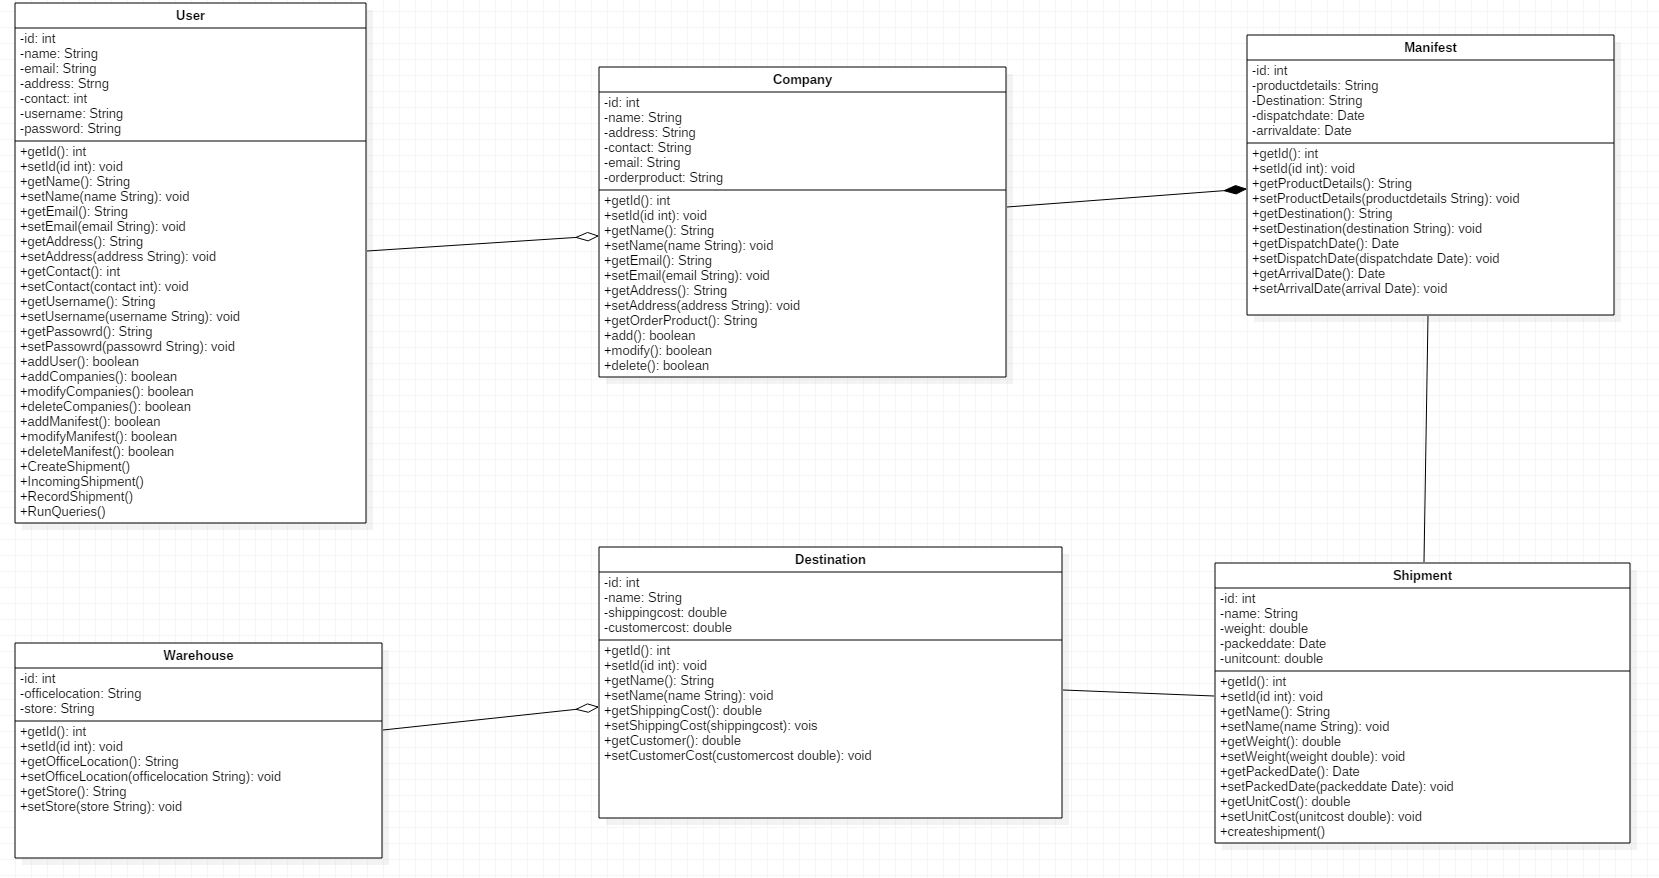 User
-id: int
-name: String
-email: String
-address: Strng
-contact: int
-username: String
-password: String
+getId(): int
+setId(id int): void
+getName(): String
+setName(name String): void
+getEmail(): String
+setEmail(email String): void
+getAddress(): String
+setAddress(address String): void
+getContact(): int
+setContact(contact int): void
+getUsername(): String
+setUsername(username String): void
+getPassowrd(): String
+setPassowrd(passowrd String): void
+addUser(): boolean
+addCompanies(): boolean
+modifyCompanies(): boolean
+deleteCompanies(): boolean
+addManifest(): boolean
+modifyManifest(): boolean
+deleteManifest(): boolean
+CreateShipment()
+IncomingShipment()
+RecordShipment()
+RunQueries()
Company
-id: int
-name: String
-address: String
-contact: String
-email: String
-orderproduct: String
+getId(): int
+setId(id int): void
+getName(): String
+setName(name String): void
+getEmail(): String
+setEmail(email String): void
+getAddress(): String
+setAddress(address String): void
+getOrderProduct(): String
+add(): boolean
+modify(): boolean
+delete(): boolean
Manifest
-id: int
-productdetails: String
-Destination: String
-dispatchdate: Date
-arrivaldate: Date
+getId(): int
+setId(id int): void
+getProductDetails(): String
+setProductDetails(productdetails String): void
+getDestination(): String
+setDestination(destination String): void
+getDispatchDate(): Date
+setDispatchDate(dispatchdate Date): void
+getArrivalDate(): Date
+setArrivalDate(arrival Date): void
Warehouse
-id: int
-officelocation: String
-store: String
+getId(): int
+setId(id int): void
+getOfficeLocation(): String
+setOfficeLocation(officelocation String): void
+getStore(): String
+setStore(store String): void
Destination
-id: int
-name: String
-shippingcost: double
-customercost: double
+getId(): int
+setId(id int): void
+getName(): String
+setName(name String): void
+getShippingCost(): double
+setShippingCost(shippingcost): vois
+getCustomer(): double
+setCustomerCost(customercost double): void
Shipment
-id: int
-name: String
-weight: double
-packeddate: Date
-unitcount: double
+getId(): int
+setId(id int): void
+getName(): String
+setName(name String): void
+getWeight(): double
+setWeight(weight double): void
+getPackedDate(): Date
+setPackedDate(packeddate Date): void
+getUnitCost(): double
+setUnitCost(unitcost double): void
+createshipment()